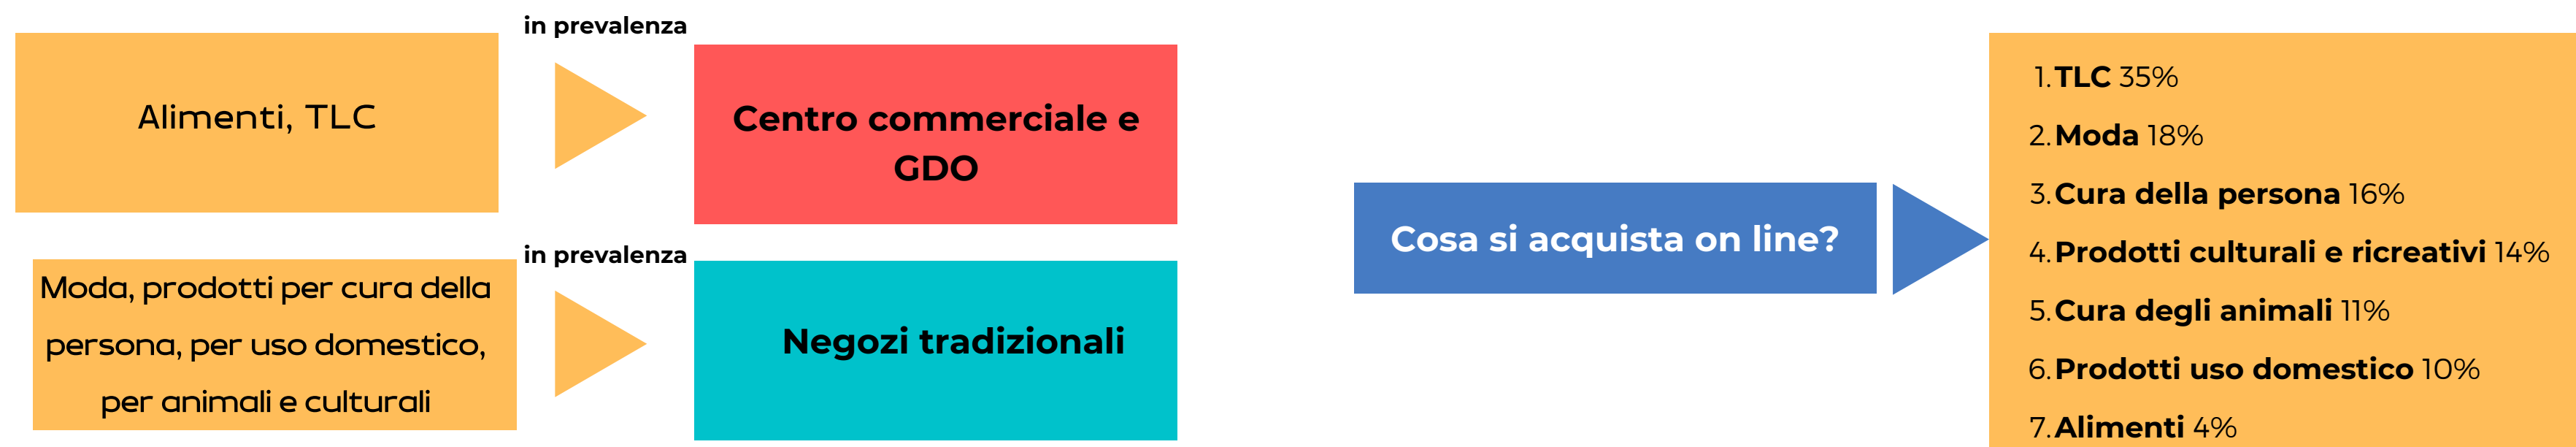 in prevalenza
Alimenti, TLC
Centro commerciale e
GDO
in prevalenza
Moda, prodotti per cura della
persona, per uso domestico,
per animali e culturali
Negozi tradizionali
Cosa si acquista on line?
1. TLC 35%
2. Moda 18%
3. Cura della persona 16%
4. Prodotti culturali e ricreativi 14%
5. Cura degli animali 11%
6. Prodotti uso domestico 10%
7. Alimenti 4%